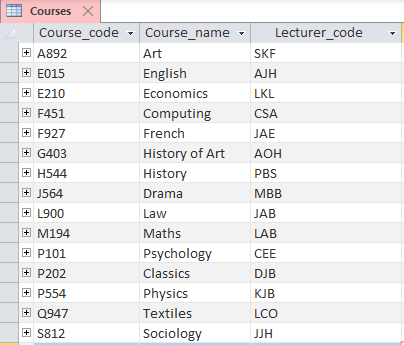 Courses
Course_code Course_name Lecturer_code
A892 Art SKF
E015 English AJH
E210 Economics LKL
F451 Computing CSA
F927 French JAE
G403 History of Art AOH
H544 History PBS
J564 Drama MBB
L900 Law JAB
M194 Maths LAB
P101 Psychology CEE
P202 Classics DJB
P554 Physics KJB
Q947 Textiles LCO
S812 Sociology JJH